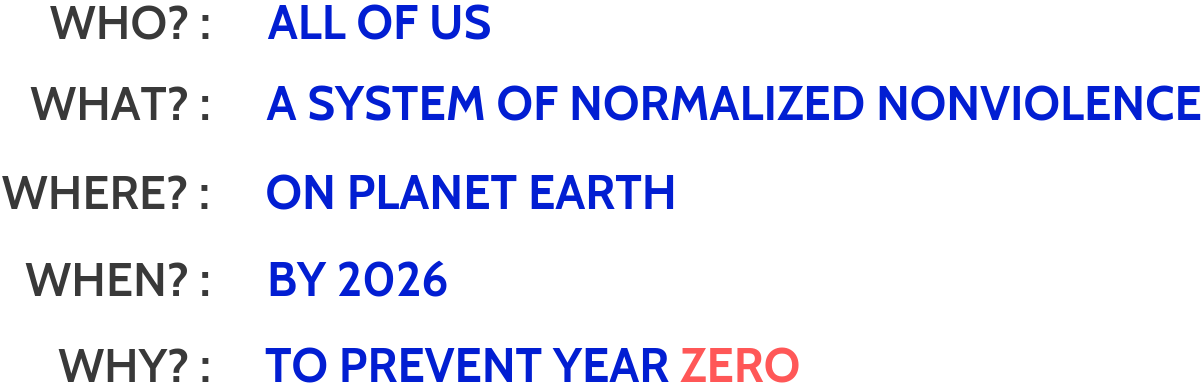 WHO? : ALL OF US
WHAT? : A SYSTEM OF NORMALIZED NONVIOLENCE
WHERE? : ON PLANET EARTH
WHEN? : BY 2026
WHY? : TO PREVENT YEAR ZERO